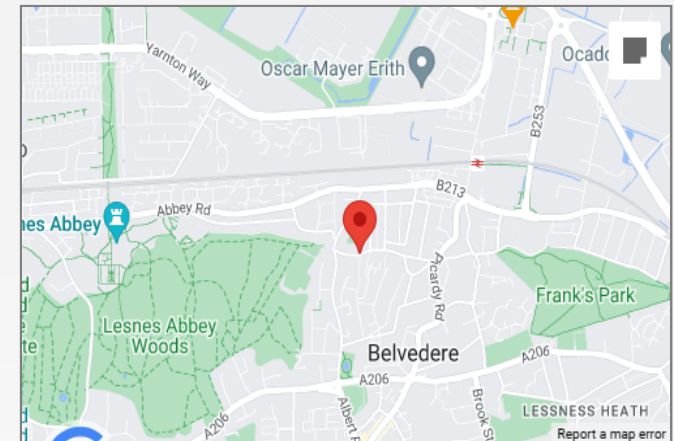 Yarnton Way
Oscar Mayer Erith
Ocado
B253
B213
Abbey Rd
nes Abbey
Picardy Rd
Frank's Park
Lesnes Abbey
Woods
Belvedere
A206
A206
A206
Albert R
Brook St
LESSNESS HEATH
Report a map error